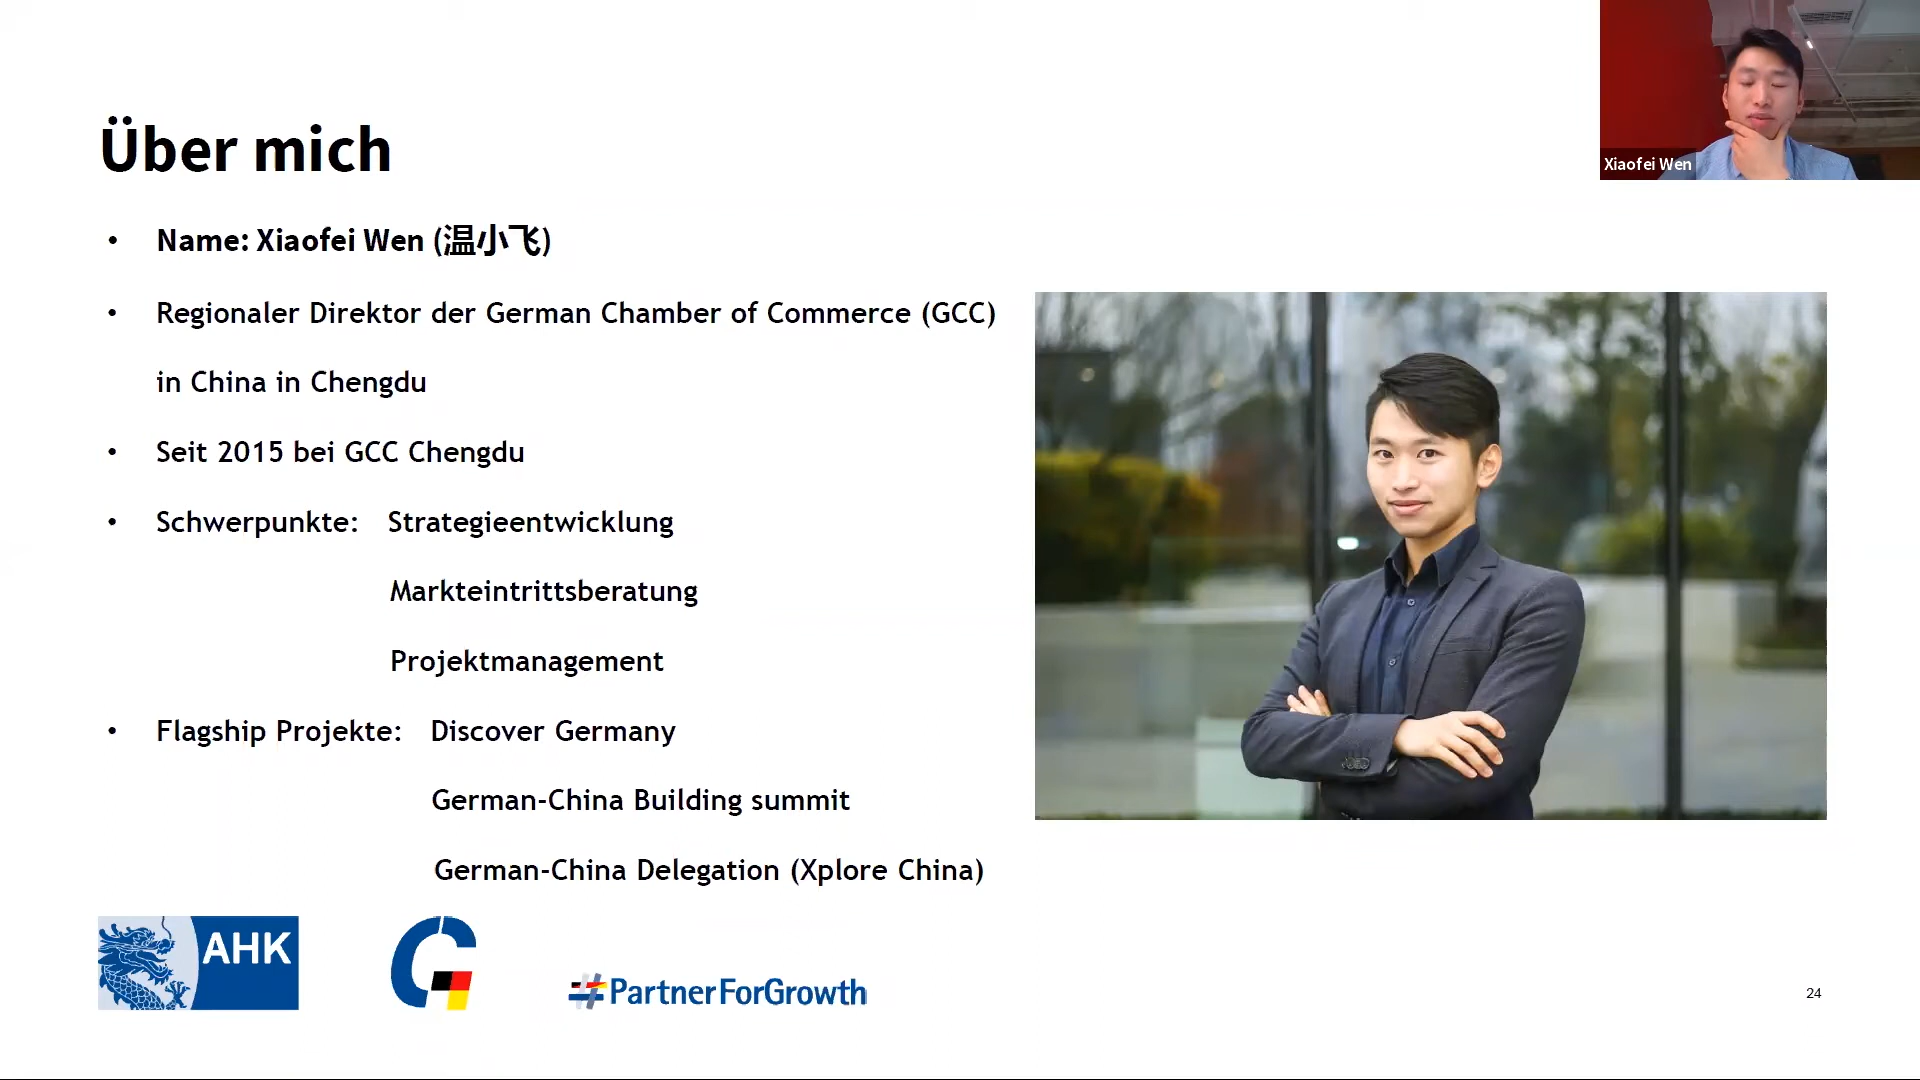 Über mich
Xiaofei Wen
• Name: Xiaofei Wen (温小飞)
• Regionaler Direktor der German Chamber of Commerce (GCC)
in China in Chengdu
• Seit 2015 bei GCC Chengdu
• Schwerpunkte: Strategieentwicklung
Markteintrittsberatung
Projektmanagement
• Flagship Projekte: Discover Germany
German-China Building summit
German-China Delegation (Xplore China)
AHK
#PartnerForGrowth
24